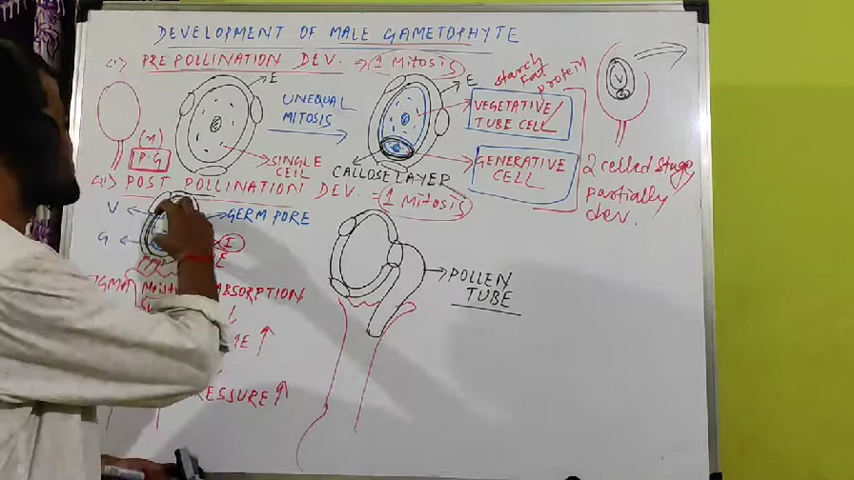 DEVELOPMENT OF MALE GAMETOPHYTE
PRE POLLINATION DEV. ⇒ 1 Mitosis
E
UNEQUAL
MITOSIS
E
starch
fat
protein
VEGETATIVE/
TUBE CELL
V
(n)
P.G
SINGLE
CELL
CALLOSE LAYER
GENERATIVE
CELL
2 celled stage
partially
dev.
POST POLLINATION DEV. = 1 Mitosis
V
GERM PORE
G
I
E
ABSORPTION
POLLEN
TUBE
E ↑
RESSURE ↑